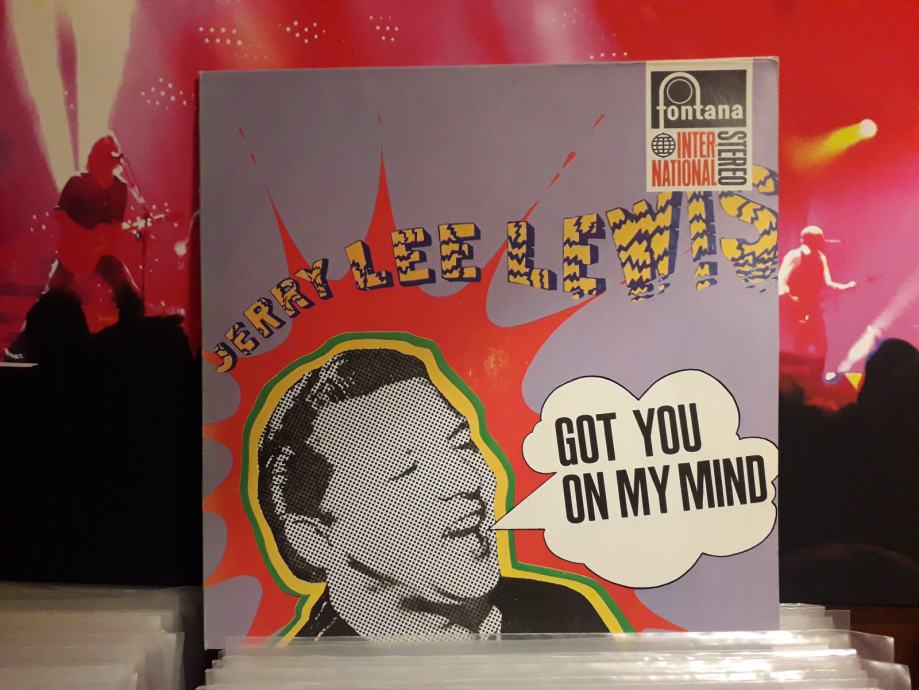 fontana
INTER
NATIONAL
STEREO
JERRY LEE LEWIS
GOT YOU
ON MY MIND